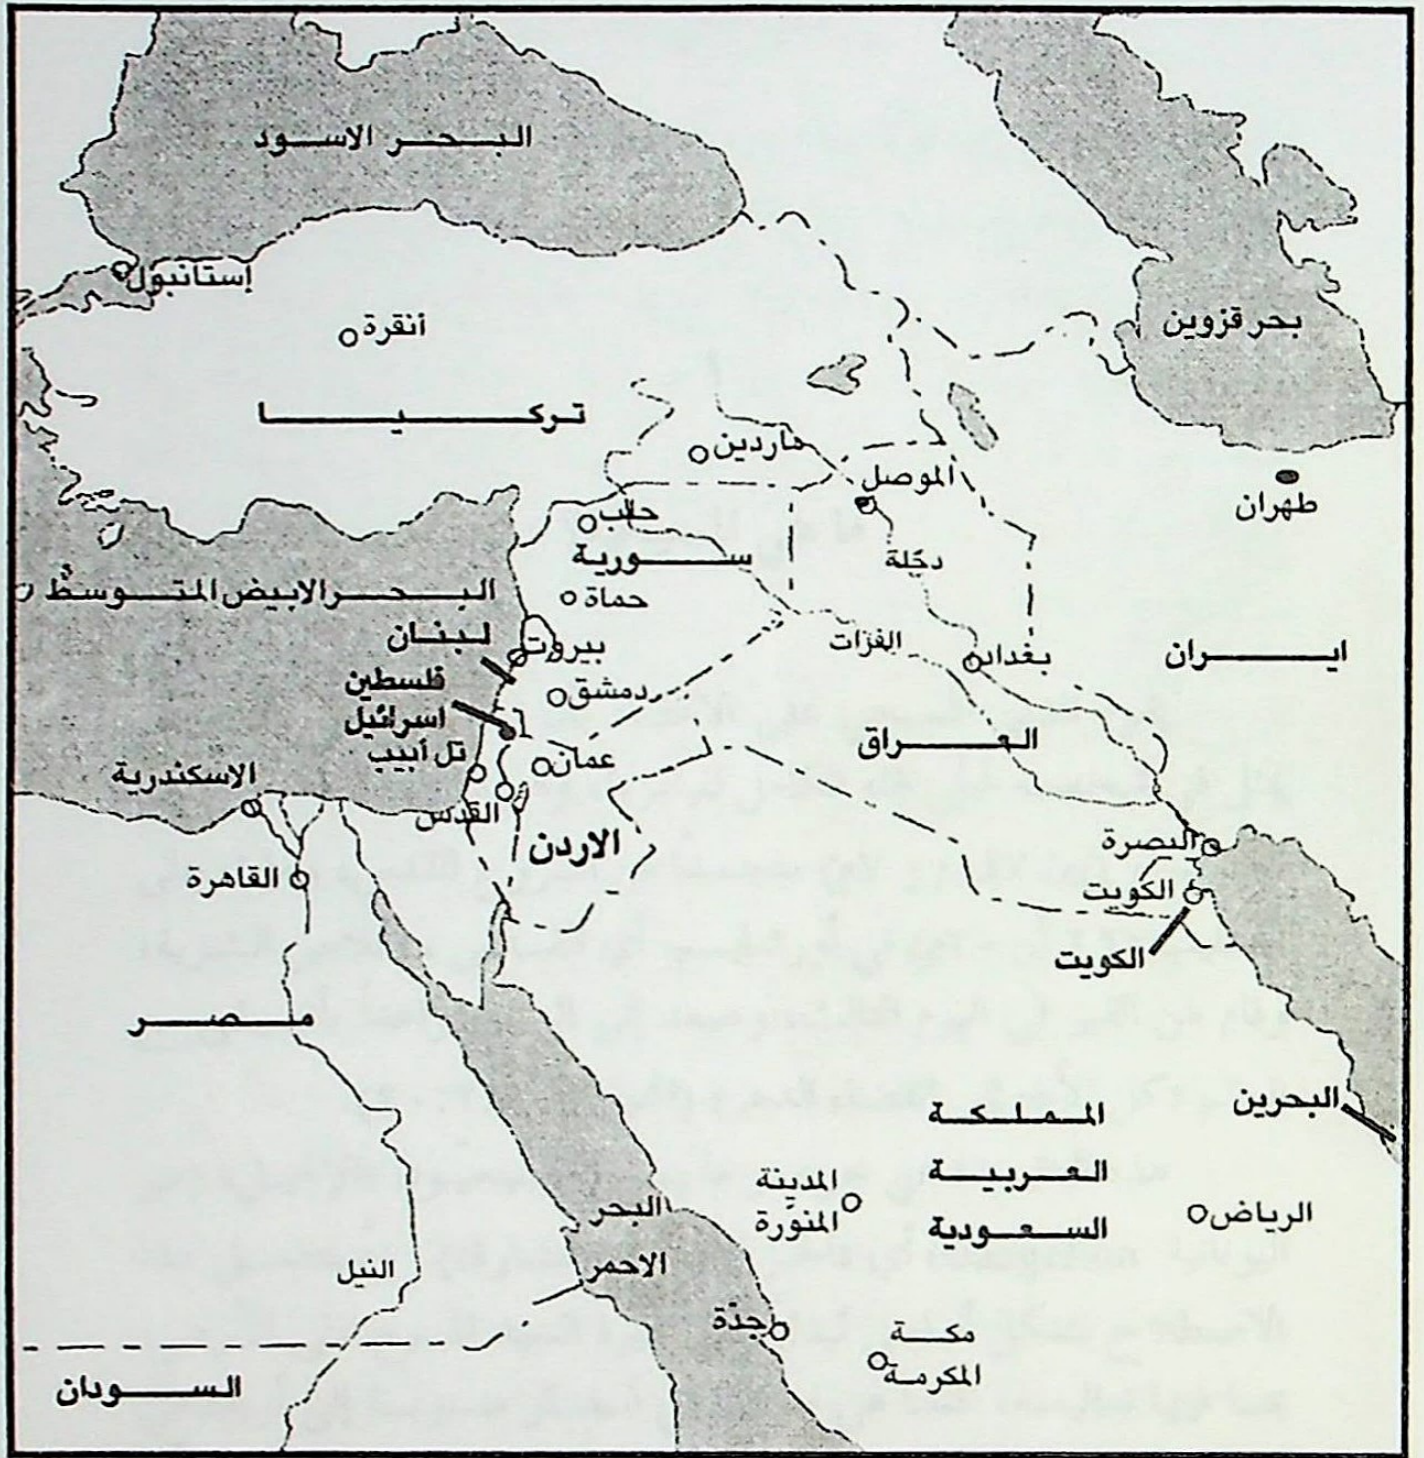 البحر الاسود
إستانبول
أنقرة
بحر قزوين
تركيا
ماردين
الموصل
طهران
حلب
سورية
دجلة
البحر الابيض المتوسط
حماة
لبنان
بيروت
الفرات
بغداد
ايران
فلسطين
دمشق
اسرائيل
العراق
تل أبيب
عمان
الاسكندرية
القدس
الاردن
البصرة
القاهرة
الكويت
الكويت
مصر
البحرين
المملكة
العربية
السعودية
المدينة
المنورة
الرياض
البحر
الاحمر
النيل
جدة
مكة
المكرمة
السودان